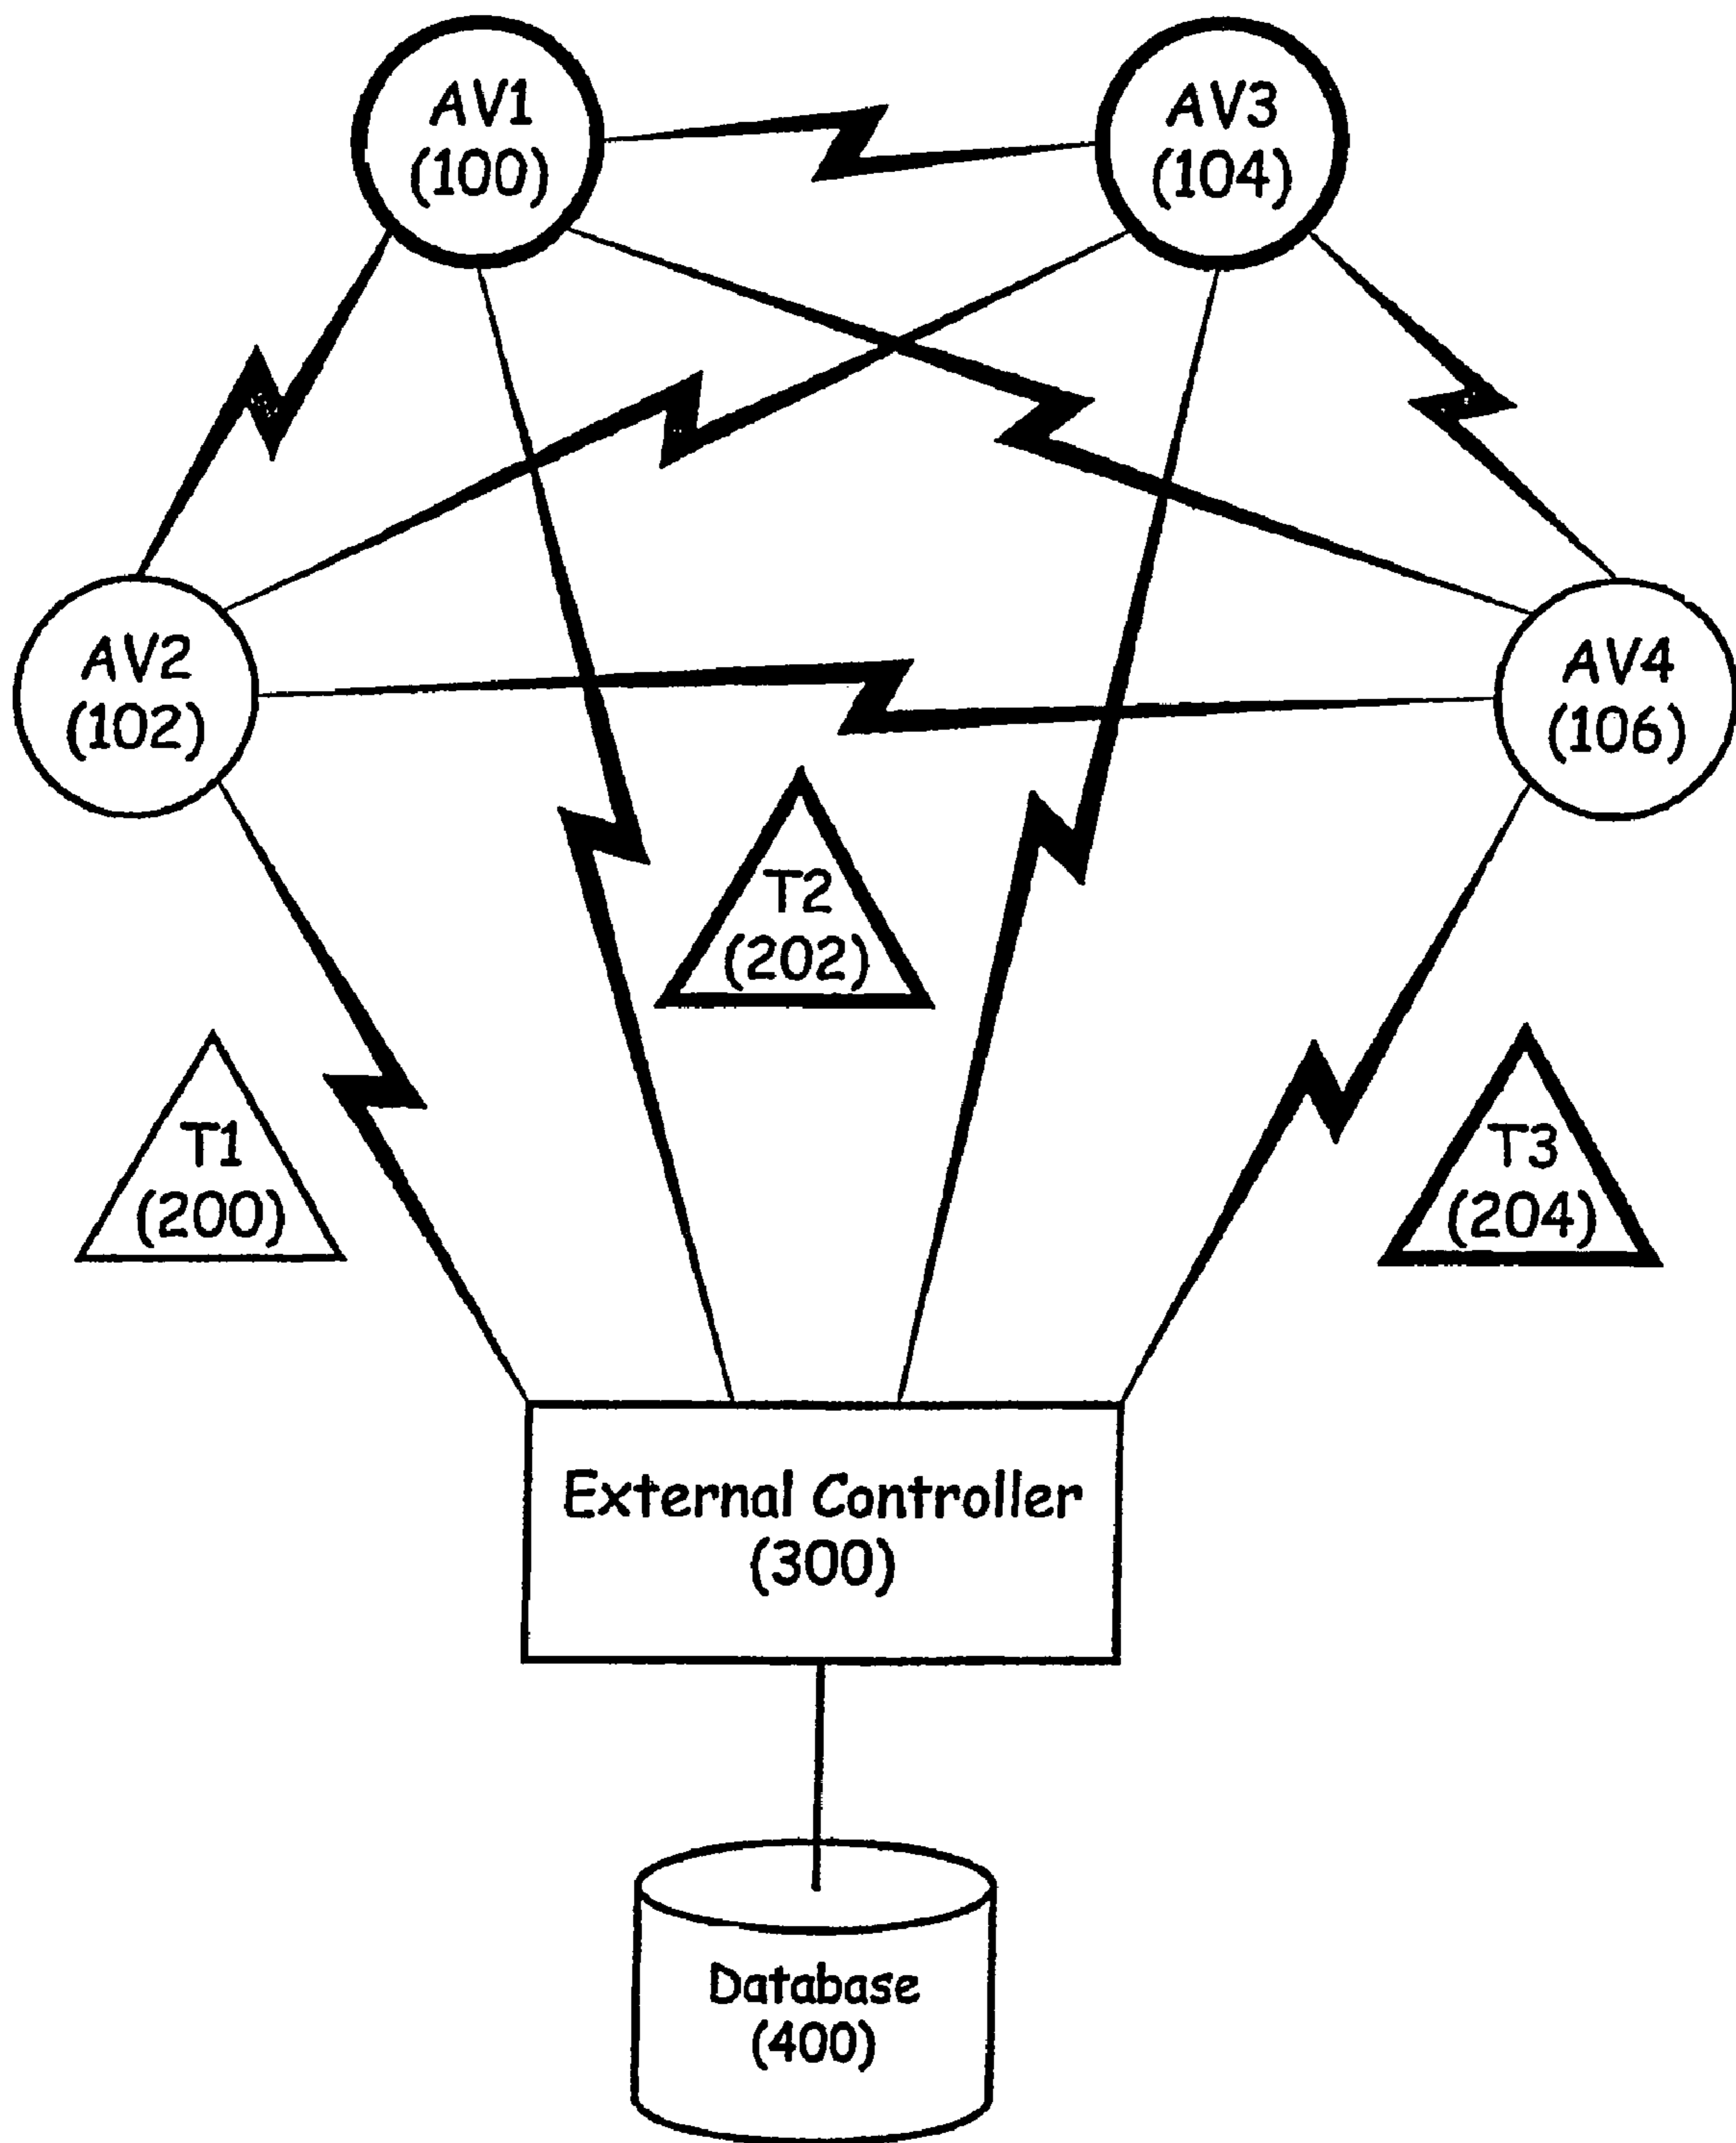 AV1
(100)
AV3
(104)
AV2
(102)
AV4
(106)
T2
(202)
T1
(200)
T3
(204)
External Controller
(300)
Database
(400)